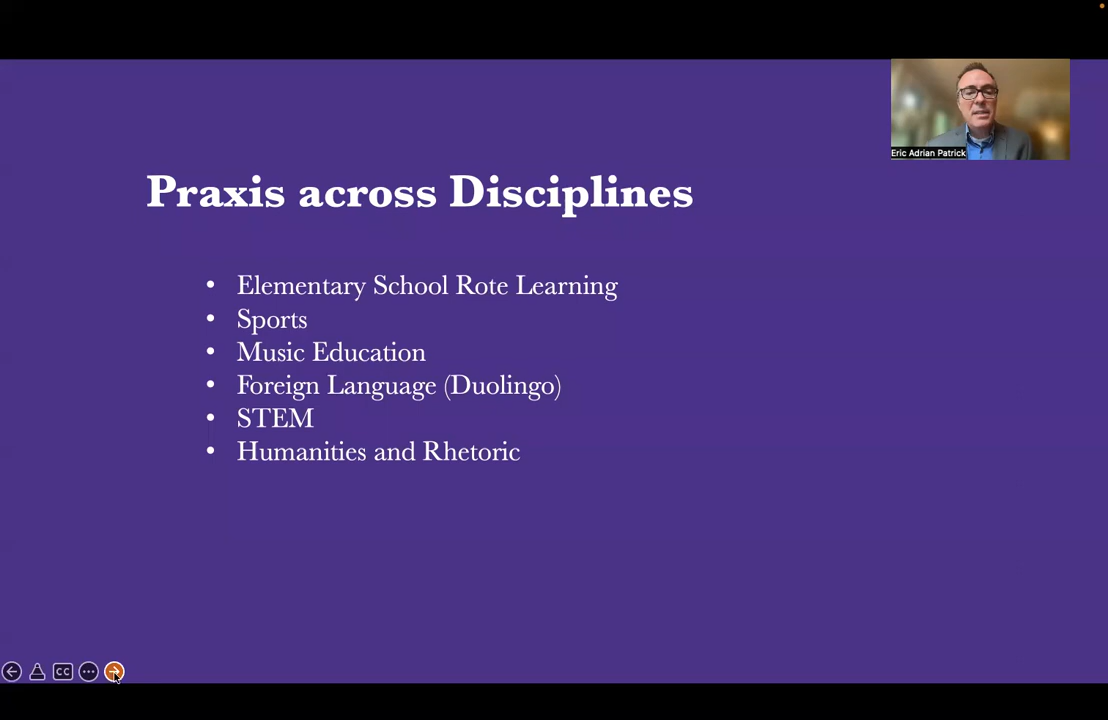 Eric Adrian Patrick
Praxis across Disciplines
• Elementary School Rote Learning
• Sports
• Music Education
• Foreign Language (Duolingo)
• STEM
• Humanities and Rhetoric
CC